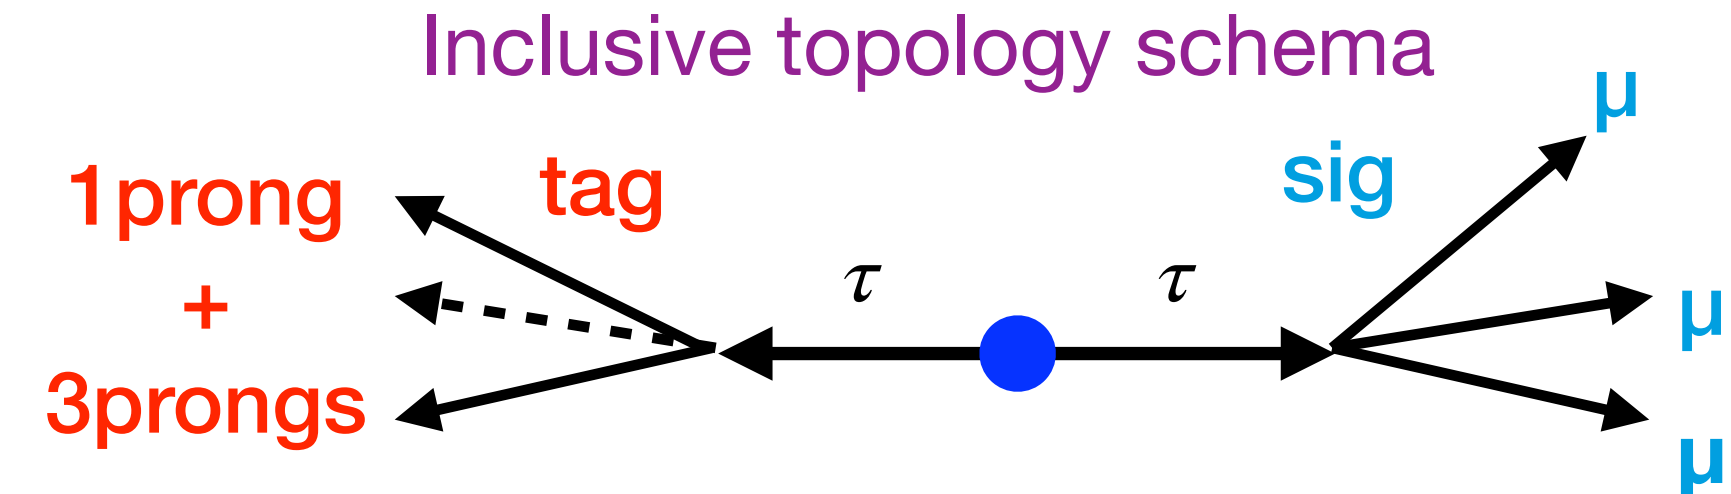 Inclusive topology schema
1prong
+
3prongs
tag
τ
τ
sig
μ
μ
μ